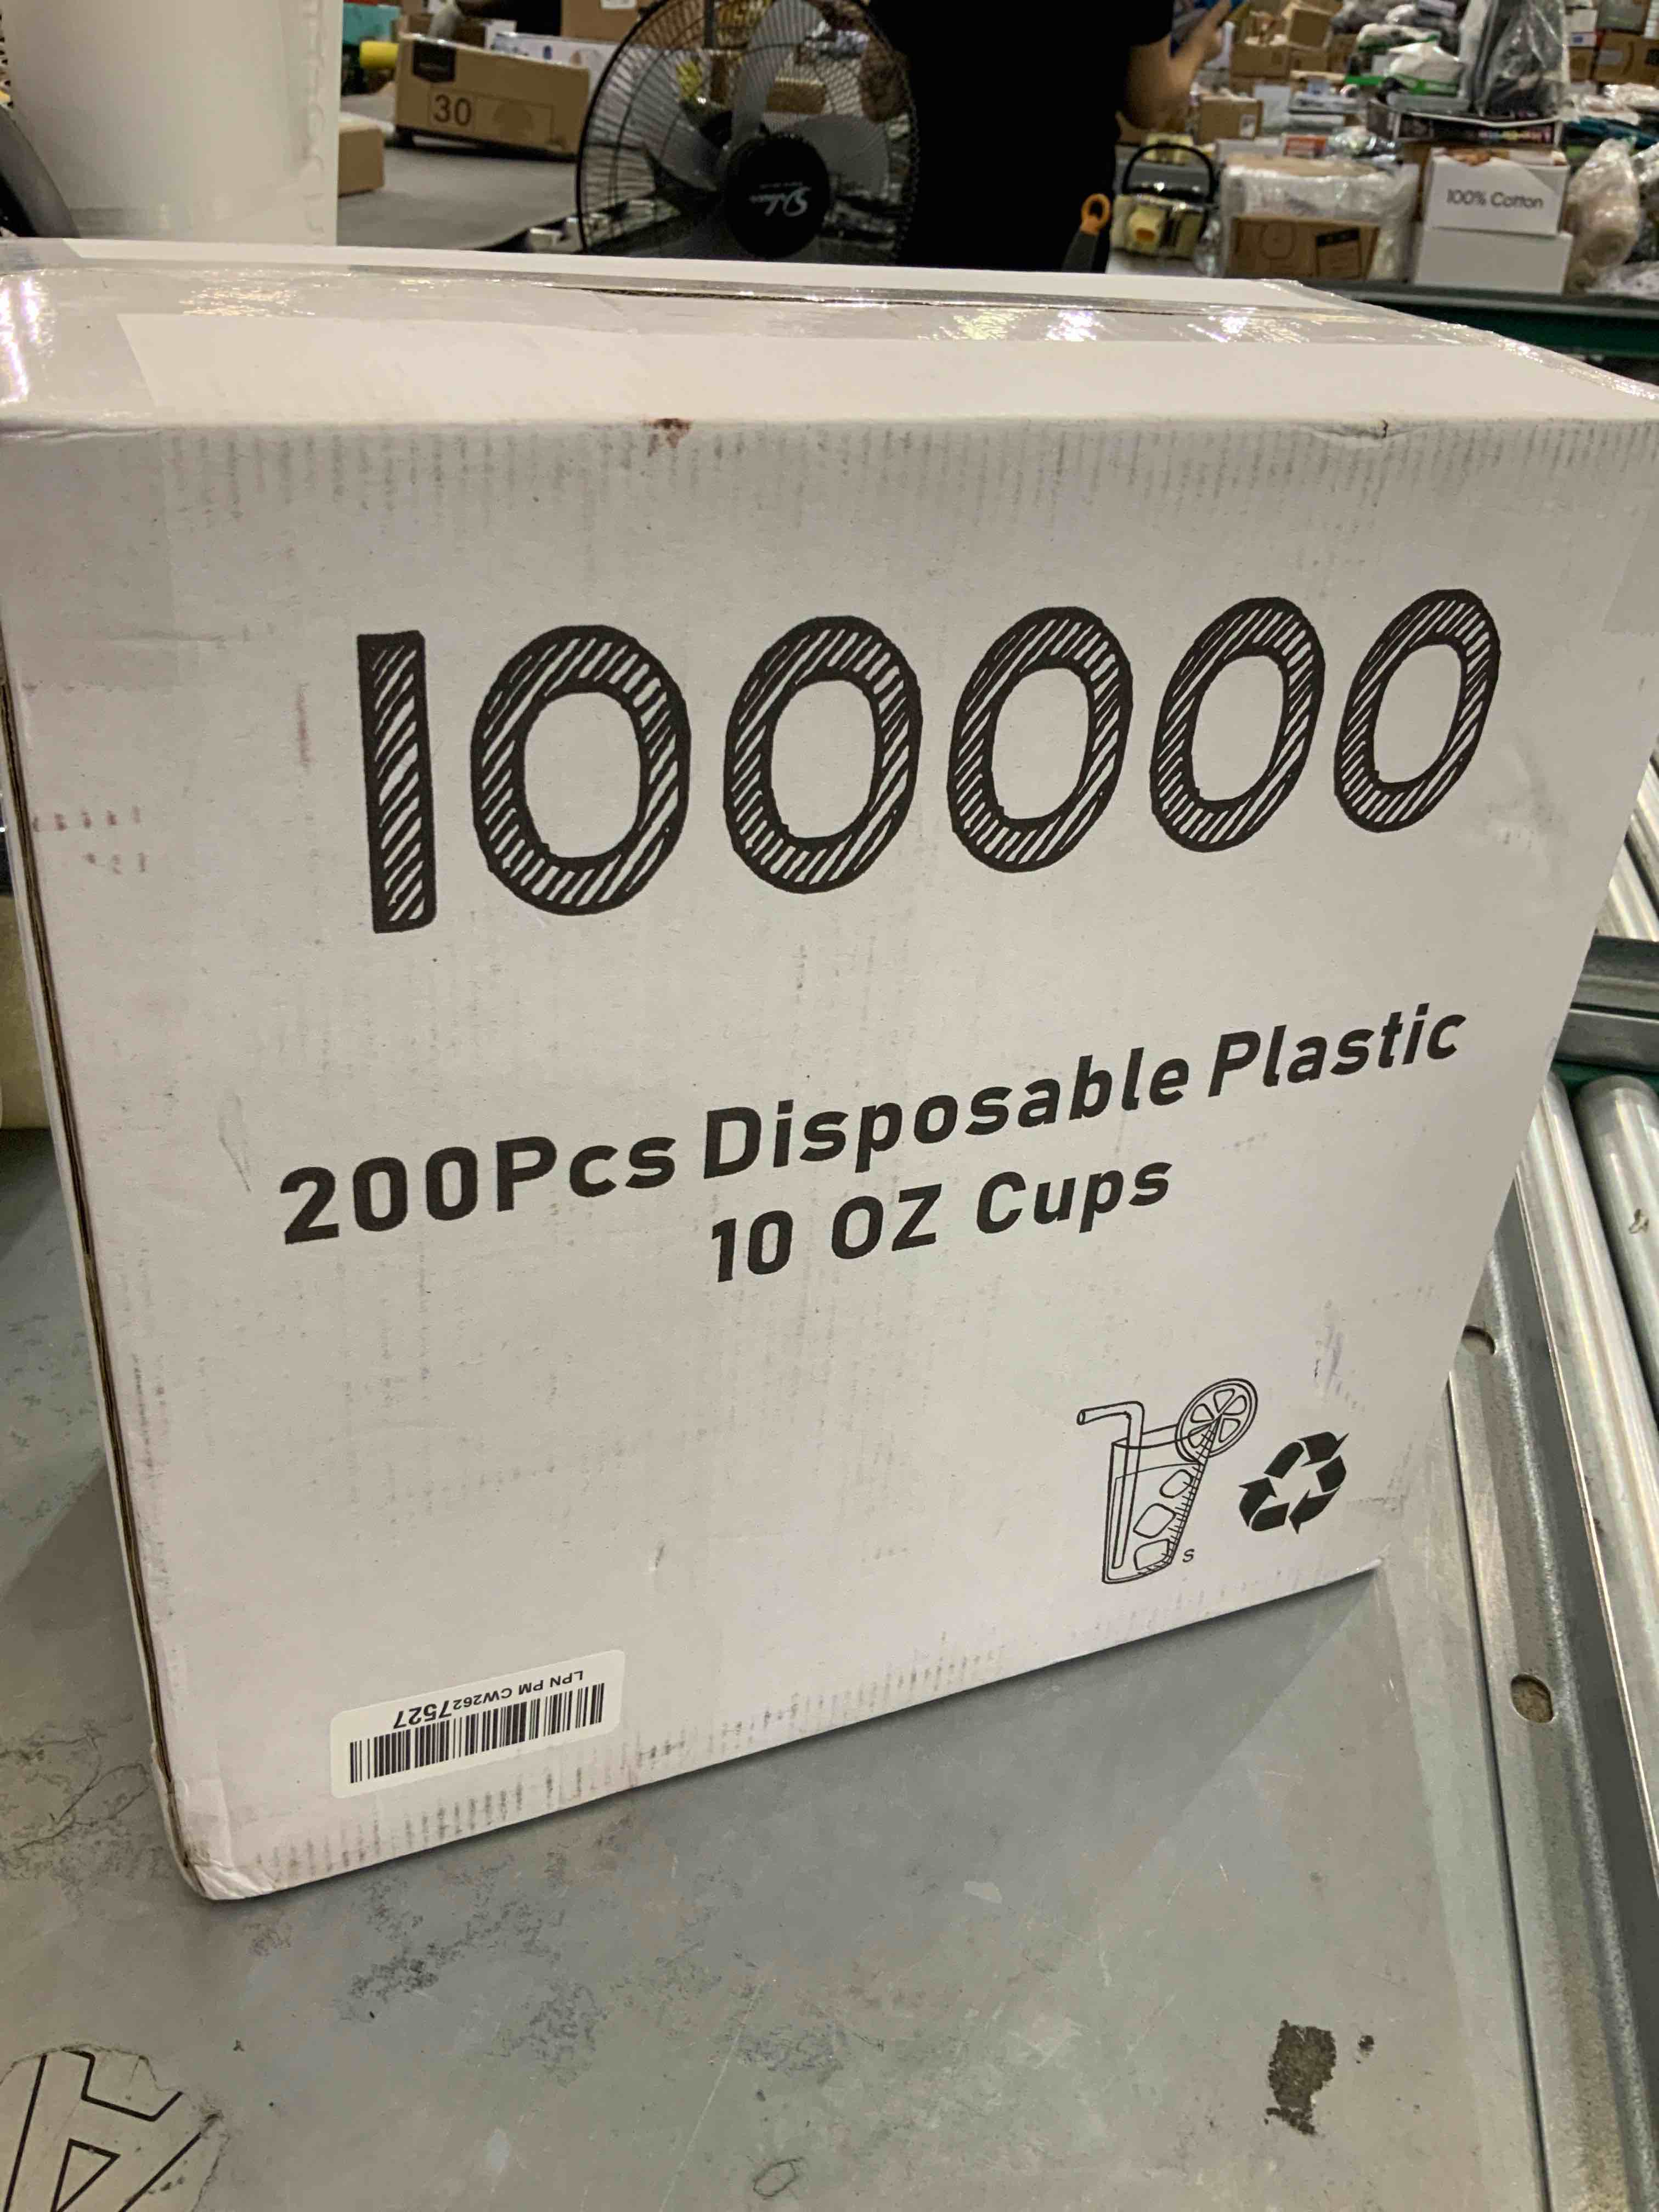 30
100% Cotton
100000
200Pcs Disposable Plastic
10 OZ Cups
S
LPN PM CW2627527